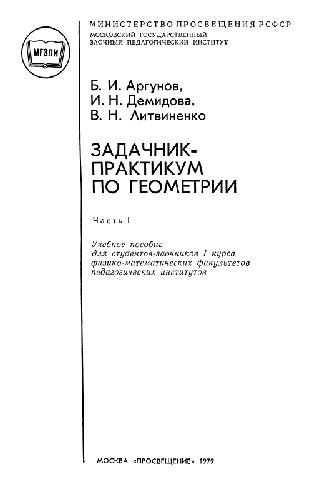 МИНИСТЕРСТВО ПРОСВЕЩЕНИЯ РСФСР
МОСКОВСКИЙ ГОСУДАРСТВЕННЫЙ
ЗАОЧНЫЙ ПЕДАГОГИЧЕСКИЙ ИНСТИТУТ
МГЗПИ
Б. И. Аргунов,
И. Н. Демидова,
В. Н. Литвиненко
ЗАДАЧНИК-
ПРАКТИКУМ
ПО ГЕОМЕТРИИ
Часть I
Учебное пособие
для студентов-заочников I курса
физико-математических факультетов
педагогических институтов
МОСКВА «ПРОСВЕЩЕНИЕ» 1979